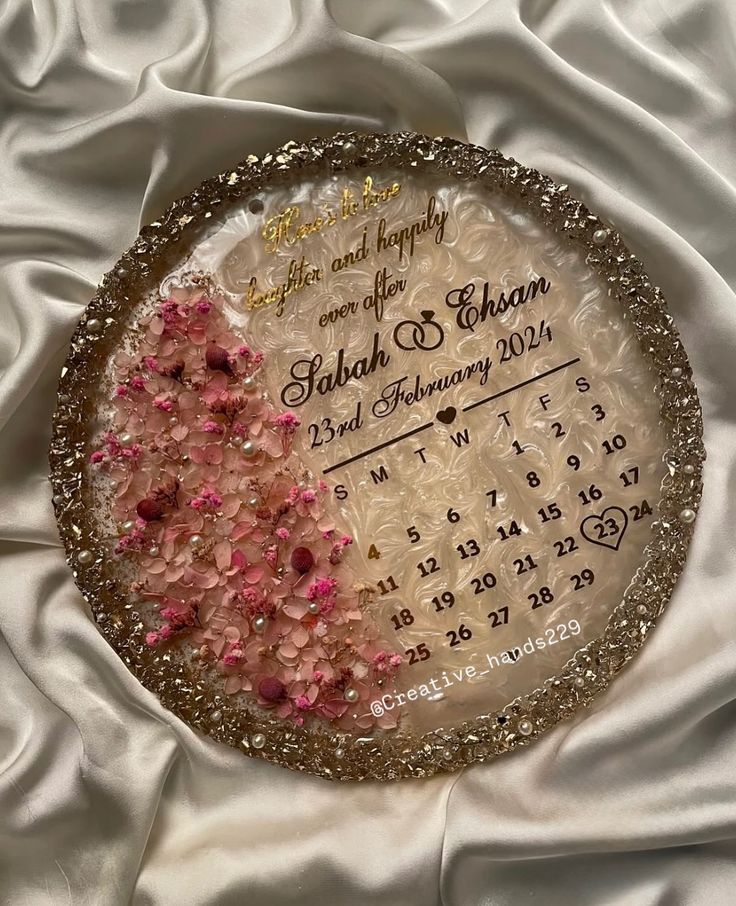 Here's to love
laughter and happily
ever after
Sabah Ehsan
23rd February 2024
S M T W T F S
1 2 3
4 5 6 7 8 9 10
11 12 13 14 15 16 17
18 19 20 21 22 23 24
25 26 27 28 29
@Creative_hands229